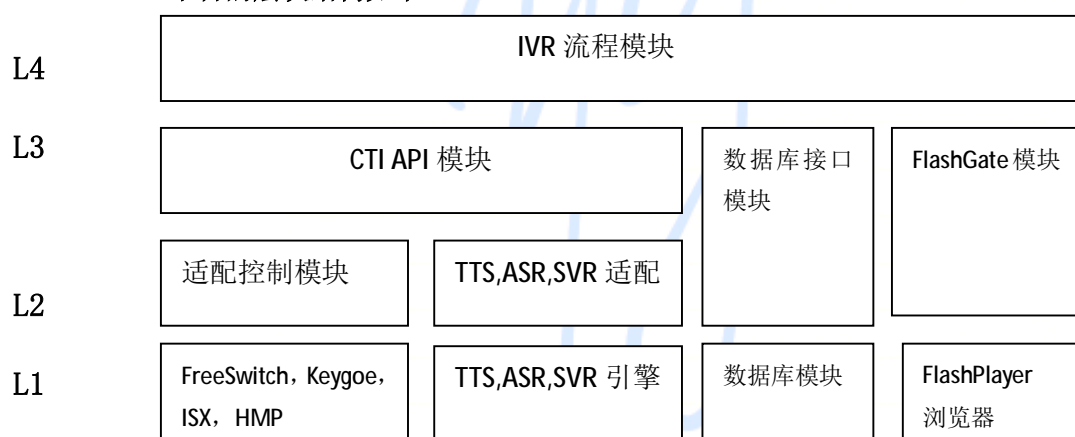 L4
IVR 流程模块
L3
CTI API 模块
数据库接口
模块
FlashGate 模块
适配控制模块
TTS,ASR,SVR 适配
L2
L1
FreeSwitch，Keygoe，
ISX，HMP
TTS,ASR,SVR 引擎
数据库模块
FlashPlayer
浏览器